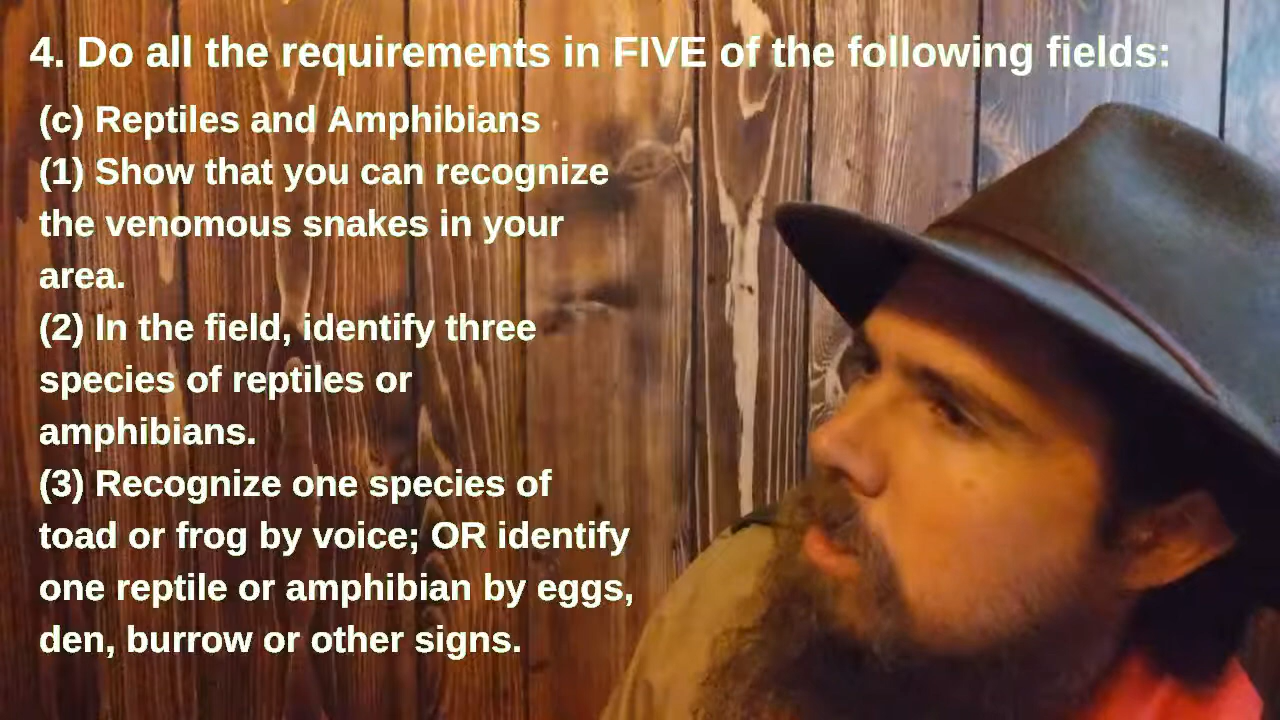 4. Do all the requirements in FIVE of the following fields:
(c) Reptiles and Amphibians
(1) Show that you can recognize
the venomous snakes in your
area.
(2) In the field, identify three
species of reptiles or
amphibians.
(3) Recognize one species of
toad or frog by voice; OR identify
one reptile or amphibian by eggs,
den, burrow or other signs.